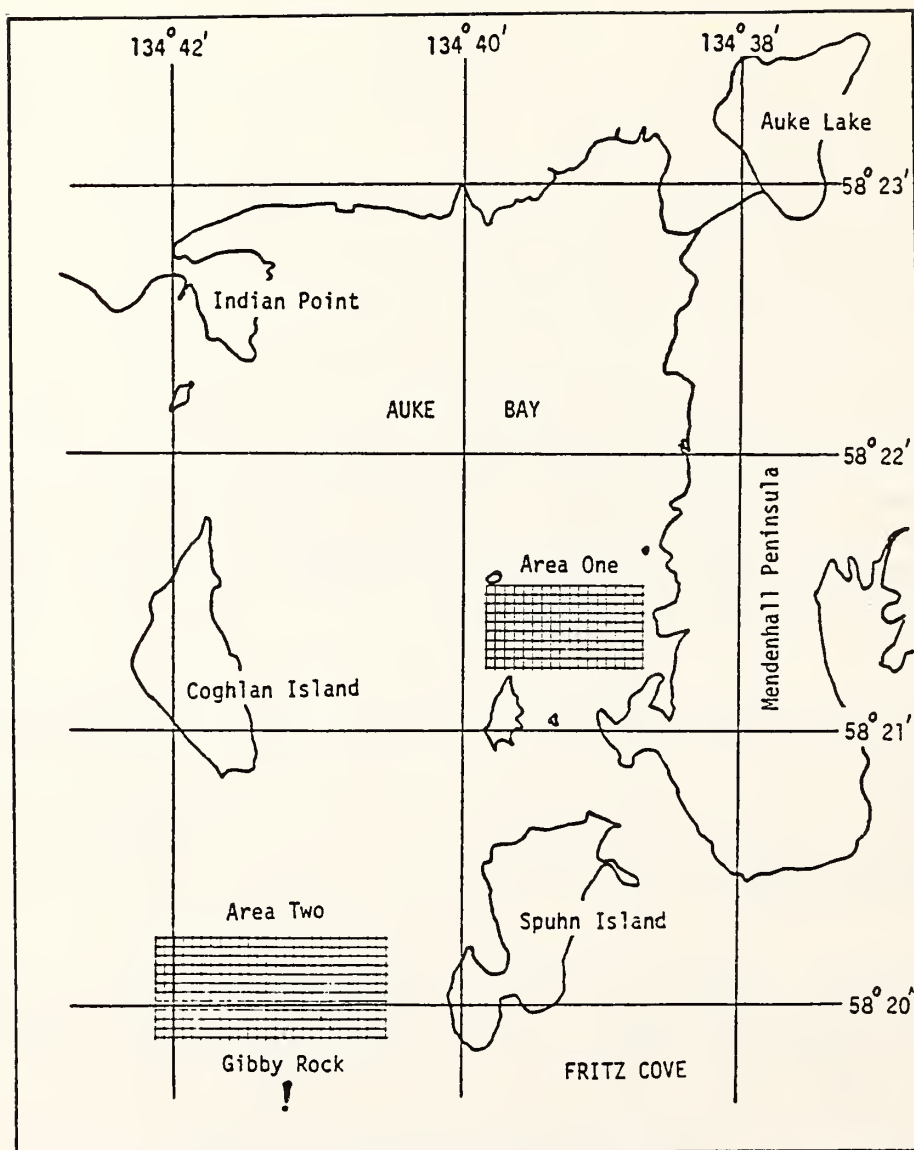 134° 42'
134° 40'
134° 38'
Auke Lake
58° 23'
Indian Point
AUKE BAY
58° 22'
Mendenhall Peninsula
Area One
Coghlan Island
58° 21'
Area Two
Spuhn Island
58° 20'
Gibby Rock
!
FRITZ COVE